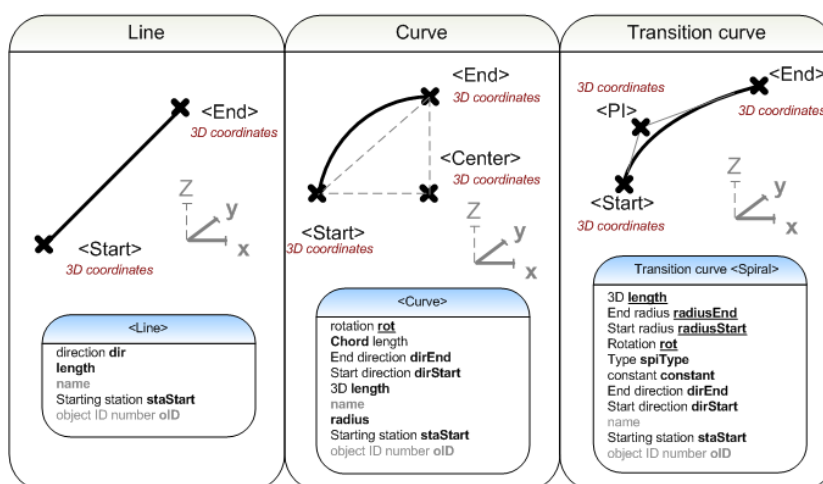 Line
<End>
3D coordinates
Z
y
x
<Start>
3D coordinates
<Line>
direction dir
length
name
Starting station staStart
object ID number oID
Curve
<End>
3D coordinates
<Center>
3D coordinates
<Start>
3D coordinates
Z
y
x
<Curve>
rotation rot
Chord length
End direction dirEnd
Start direction dirStart
3D length
name
radius
Starting station staStart
object ID number oID
Transition curve
<End>
3D coordinates
3D coordinates
<PI>
<Start>
3D coordinates
Z
y
x
Transition curve <Spiral>
3D length
End radius radiusEnd
Start radius radiusStart
Rotation rot
Type spiType
constant constant
End direction dirEnd
Start direction dirStart
name
Starting station staStart
object ID number oID